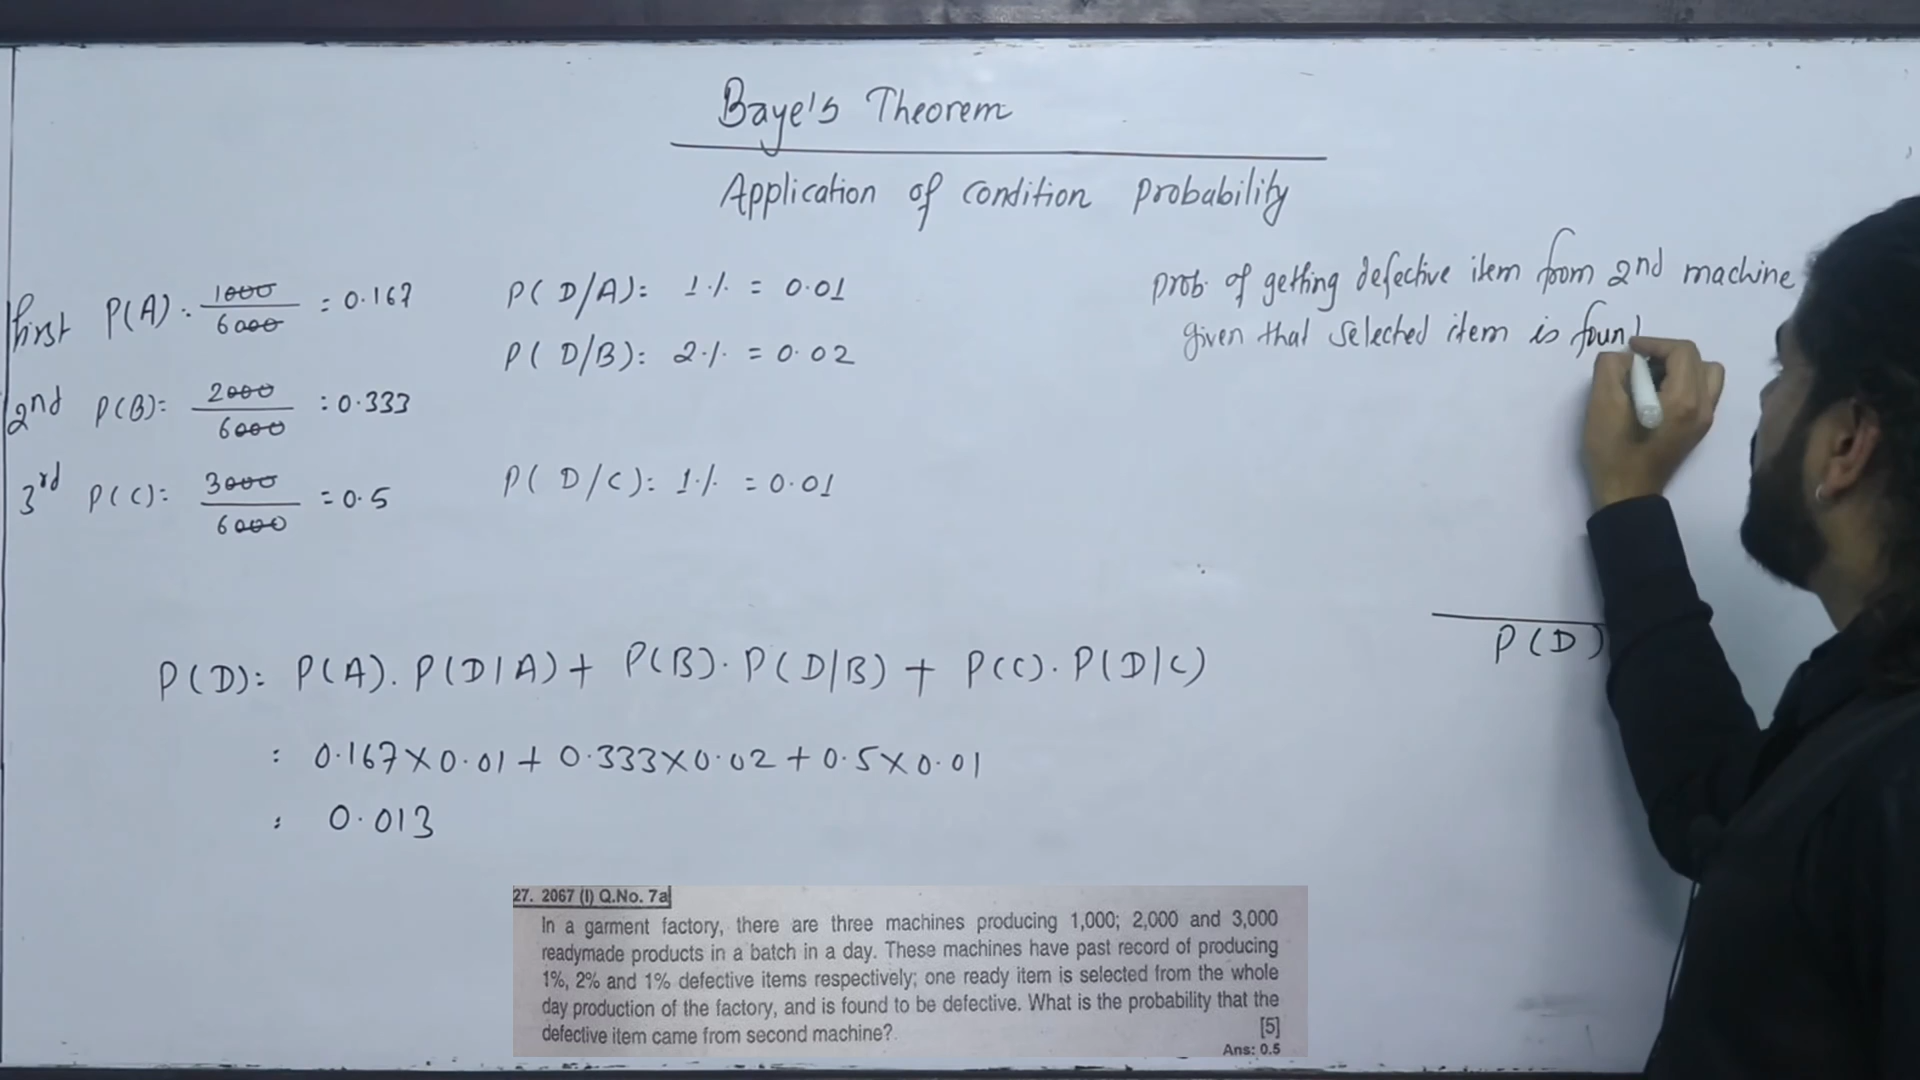 Baye's Theorem
Application of condition probability
first P(A): 1000/6000 = 0.167
P(D/A): 1% = 0.01
prob. of getting defective item from 2nd machine
given that selected item is found
P(D/B): 2% = 0.02
2nd P(B)= 2000/6000 : 0.333
3rd P(C): 3000/6000 = 0.5
P(D/C): 1% = 0.01
P(D)
P(D): P(A). P(D/A) + P(B). P(D/B) + P(C). P(D/C)
: 0.167×0.01 + 0.333×0.02 + 0.5×0.01
: 0.013
27. 2067 (I) Q.No. 7a
In a garment factory, there are three machines producing 1,000; 2,000 and 3,000
readymade products in a batch in a day. These machines have past record of producing
1%, 2% and 1% defective items respectively; one ready item is selected from the whole
day production of the factory, and is found to be defective. What is the probability that the
defective item came from second machine?
[5]
Ans: 0.5